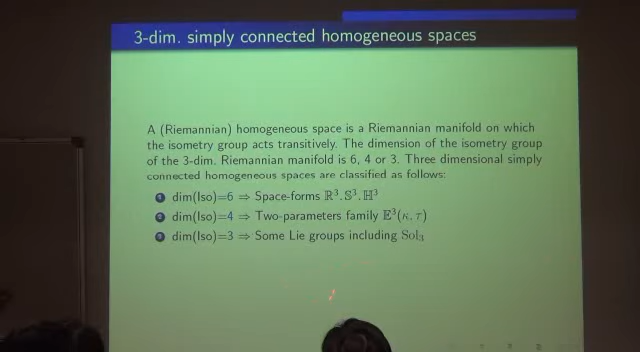 3-dim. simply connected homogeneous spaces
A (Riemannian) homogeneous space is a Riemannian manifold on which
the isometry group acts transitively. The dimension of the isometry group
of the 3-dim. Riemannian manifold is 6, 4 or 3. Three dimensional simply
connected homogeneous spaces are classified as follows:
1 dim(Iso)=6 ⇒ Space-forms ℝ³.𝕊³.ℍ³
2 dim(Iso)=4 ⇒ Two-parameters family 𝔼³(κ, τ)
3 dim(Iso)=3 ⇒ Some Lie groups including Sol₃